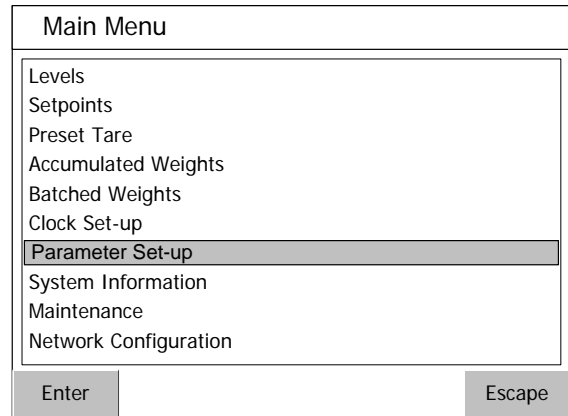 Main Menu
Levels
Setpoints
Preset Tare
Accumulated Weights
Batched Weights
Clock Set-up
Parameter Set-up
System Information
Maintenance
Network Configuration
Enter Escape